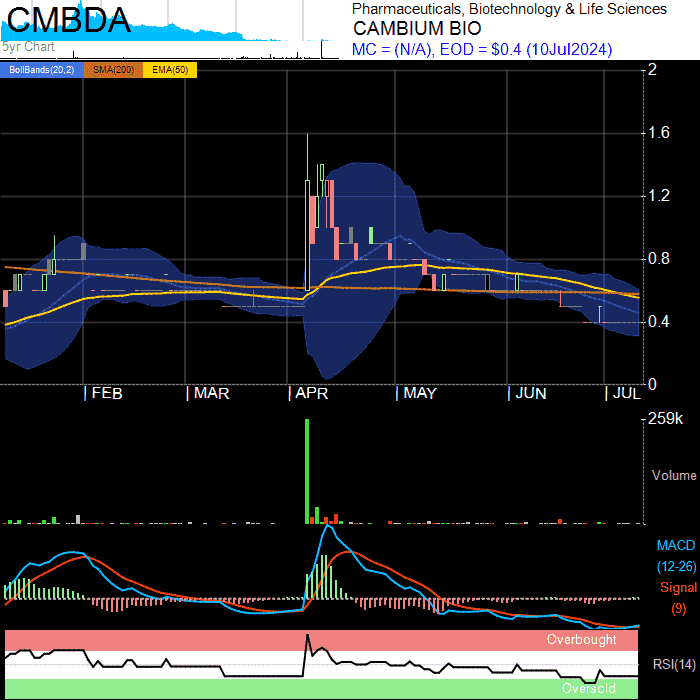 CMBDA
5yr Chart
Pharmaceuticals, Biotechnology & Life Sciences
CAMBIUM BIO
MC = (N/A), EOD = $0.4 (10Jul2024)
BollBands(20,2) SMA(200) EMA(50)
2
1.6
1.2
0.8
0.4
0
FEB MAR APR MAY JUN JUL
259k
Volume
MACD
(12-26)
Signal
(9)
Overbought
RSI(14)
Oversold